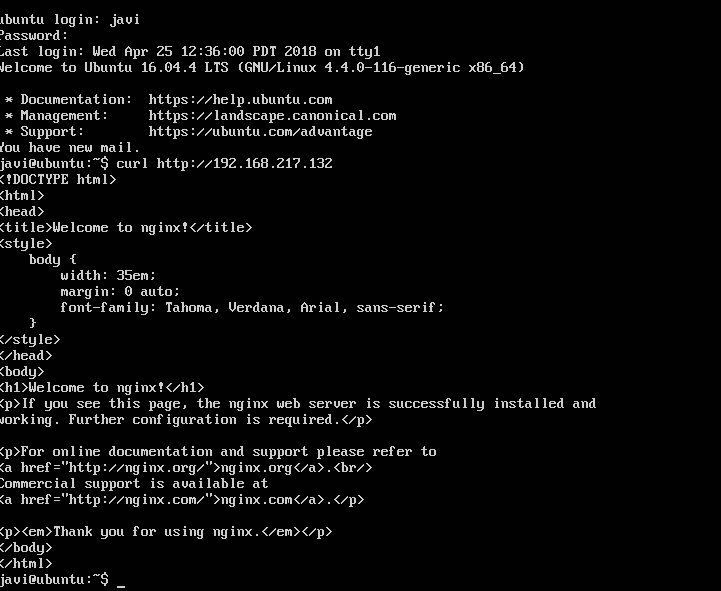 ubuntu login: javi
Password:
Last login: Wed Apr 25 12:36:00 PDT 2018 on tty1
Welcome to Ubuntu 16.04.4 LTS (GNU/Linux 4.4.0-116-generic x86_64)

 * Documentation:  https://help.ubuntu.com
 * Management:     https://landscape.canonical.com
 * Support:        https://ubuntu.com/advantage
You have new mail.
javi@ubuntu:~$ curl http://192.168.217.132
<!DOCTYPE html>
<html>
<head>
<title>Welcome to nginx!</title>
<style>
    body {
        width: 35em;
        margin: 0 auto;
        font-family: Tahoma, Verdana, Arial, sans-serif;
    }
</style>
</head>
<body>
<h1>Welcome to nginx!</h1>
<p>If you see this page, the nginx web server is successfully installed and
working. Further configuration is required.</p>

<p>For online documentation and support please refer to
<a href="http://nginx.org/">nginx.org</a>.<br/>
Commercial support is available at
<a href="http://nginx.com/">nginx.com</a>.</p>

<p><em>Thank you for using nginx.</em></p>
</body>
</html>
javi@ubuntu:~$ _